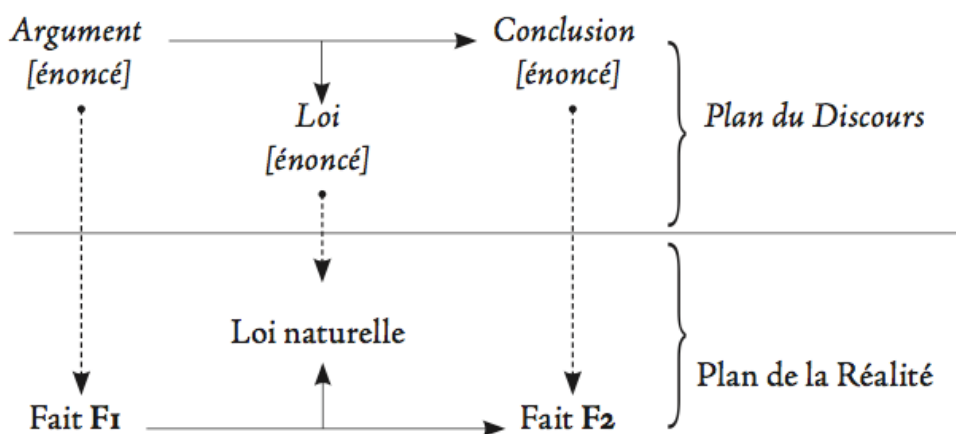 Argument
[énoncé]
Conclusion
[énoncé]
Loi
[énoncé]
Plan du Discours
Loi naturelle
Plan de la Réalité
Fait F1
Fait F2